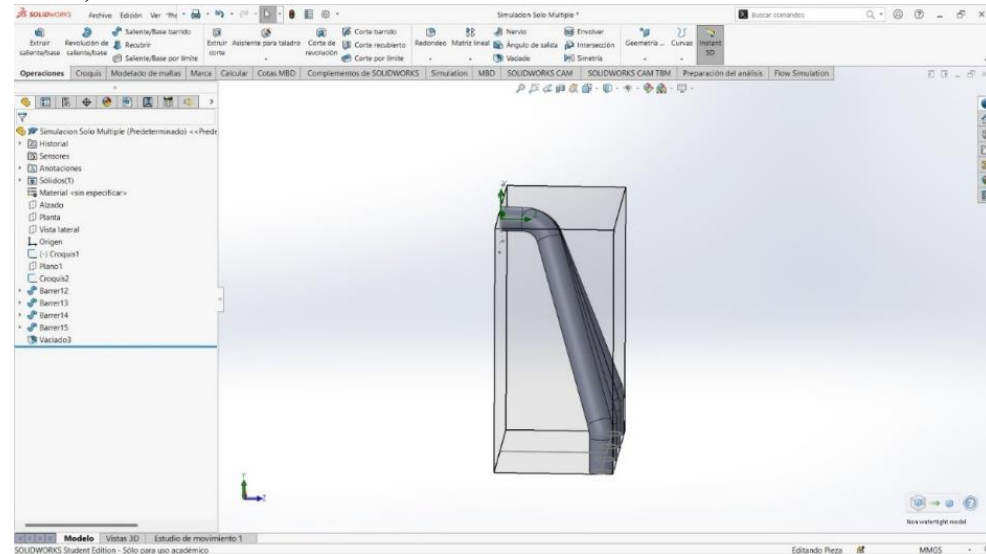 SOLIDWORKS Archivo Edición Ver Simulacion Solo Multiple * Buscar comandos
Extruir saliente/base
Revolución de saliente/base
Saliente/Base barrido
Recubrir
Saliente/Base por límite
Extruir corte
Asistente para taladro
Corte de revolución
Corte barrido
Corte recubierto
Corte por límite
Redondeo
Matriz lineal
Nervio
Ángulo de salida
Vaciado
Envolver
Intersección
Simetría
Geometría ...
Curvas
Instant 3D
Operaciones Croquis Modelado de mallas Marca Calcular Cotas MBD Complementos de SOLIDWORKS Simulation MBD SOLIDWORKS CAM SOLIDWORKS CAM TBM Preparación del análisis Flow Simulation
Simulacion Solo Multiple (Predeterminado) <<Prede
Historial
Sensores
Anotaciones
Sólidos(1)
Material <sin especificar>
Alzado
Planta
Vista lateral
Origen
(-) Croquis1
Plano1
Croquis2
Barrer12
Barrer13
Barrer14
Barrer15
Vaciado3
Y
Z
Non watertight model
Modelo Vistas 3D Estudio de movimiento 1
SOLIDWORKS Student Edition - Sólo para uso académico Editando Pieza MMGS